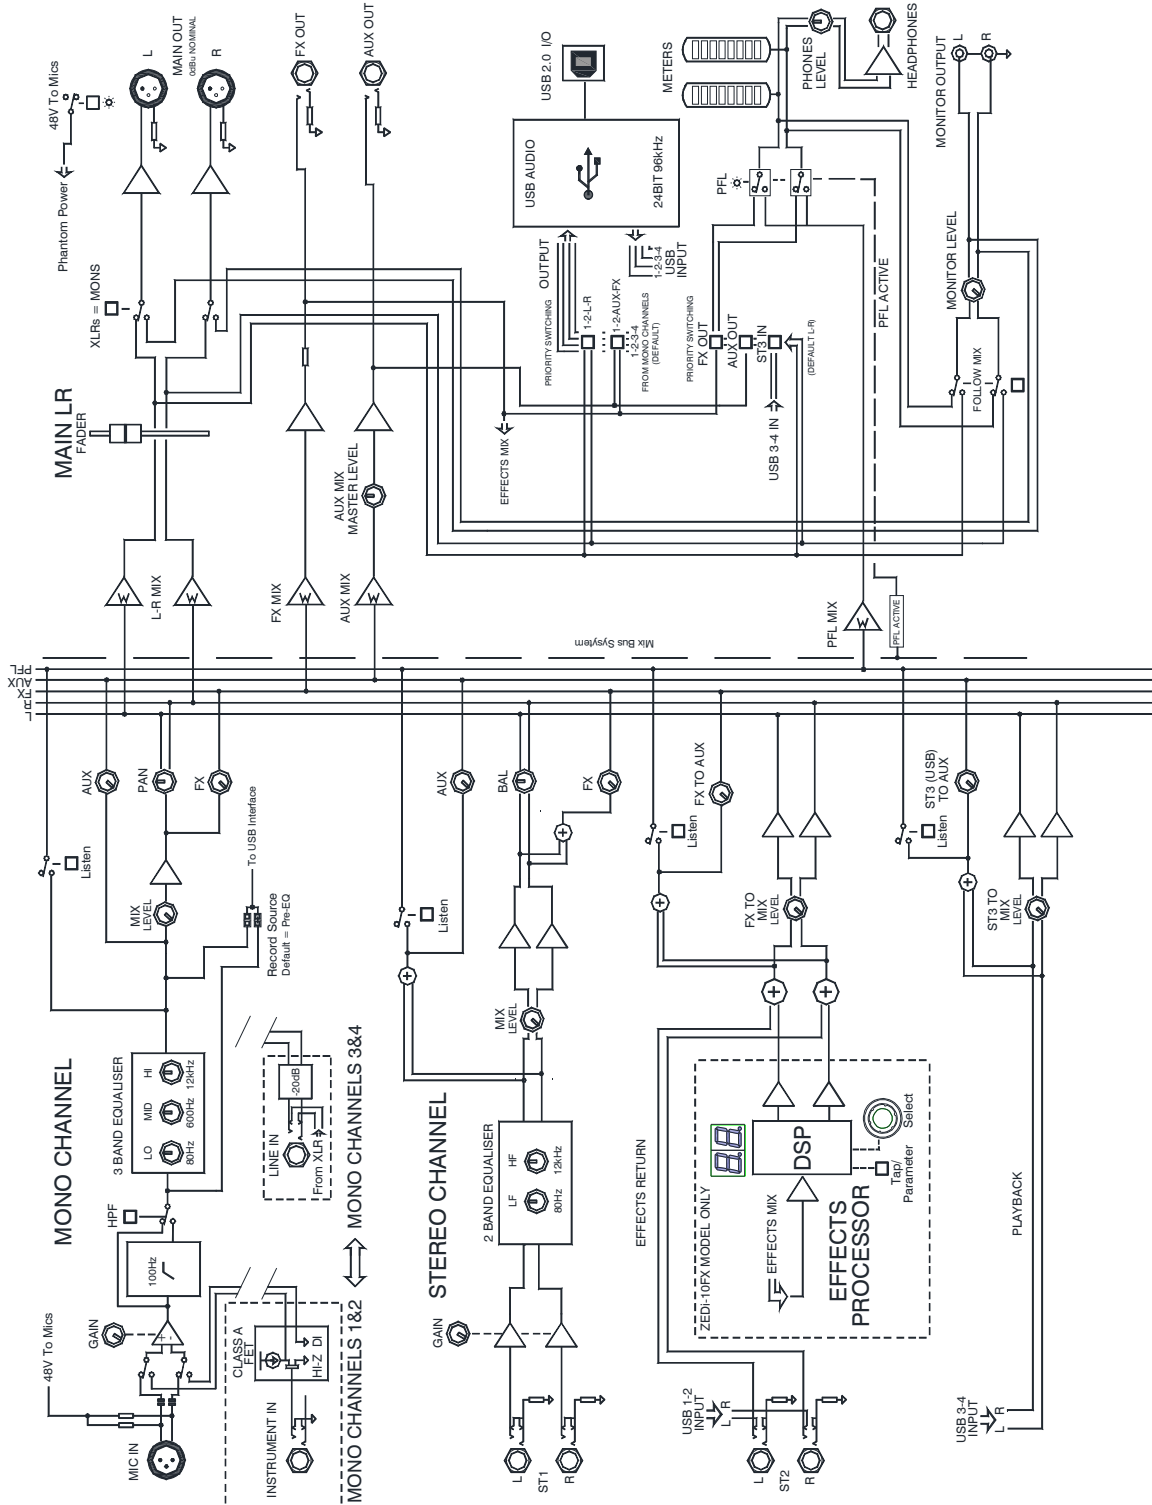 MONO CHANNEL
48V To Mics
MIC IN
GAIN
100Hz
HPF
3 BAND EQUALISER
LO
MID
HI
80Hz
600Hz
12kHz
Listen
MIX
LEVEL
AUX
PAN
FX
To USB Interface
Record Source
Default = Pre-EQ
INSTRUMENT IN
CLASS A
FET
HI-Z DI
MONO CHANNELS 1&2
LINE IN
From XLR
-20dB
MONO CHANNELS 3&4
STEREO CHANNEL
GAIN
L
ST1
R
2 BAND EQUALISER
LF
HF
80Hz
12kHz
MIX
LEVEL
Listen
AUX
BAL
FX
EFFECTS RETURN
USB 1-2
INPUT
L
R
L
ST2
R
ZEDi-10FX MODEL ONLY
EFFECTS MIX
EFFECTS
PROCESSOR
DSP
Tap/
Parameter
Select
FX TO
MIX
LEVEL
Listen
FX TO AUX
PLAYBACK
USB 3-4
INPUT
L
R
ST3 TO
MIX
LEVEL
Listen
ST3 (USB)
TO AUX
PFL
AUX
FX
R
L
Mix Bus Sysytem
MAIN LR
FADER
L-R MIX
XLRs = MONS
Phantom Power
48V To Mics
L
MAIN OUT
0dBu NOMINAL
R
FX MIX
FX OUT
AUX MIX
AUX MIX
MASTER LEVEL
AUX OUT
EFFECTS MIX
USB 2.0 I/O
USB AUDIO
24BIT 96kHz
OUTPUT
1-2-3-4
USB
INPUT
PRIORITY SWITCHING
1-2-L-R
1-2-AUX-FX
1-2-3-4
FROM MONO CHANNELS
(DEFAULT)
PRIORITY SWITCHING
FX OUT
AUX OUT
ST3 IN
(DEFAULT L-R)
USB 3-4 IN
METERS
PHONES
LEVEL
HEADPHONES
PFL
PFL ACTIVE
PFL MIX
PFL ACTIVE
MONITOR OUTPUT
L
R
MONITOR LEVEL
FOLLOW MIX